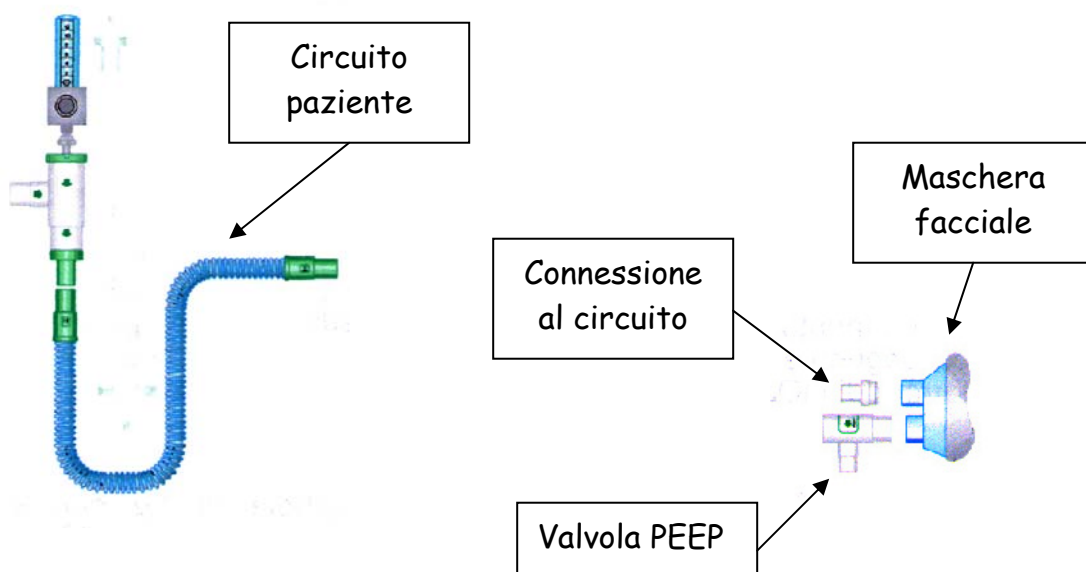 Circuito
paziente
Maschera
facciale
Connessione
al circuito
Valvola PEEP